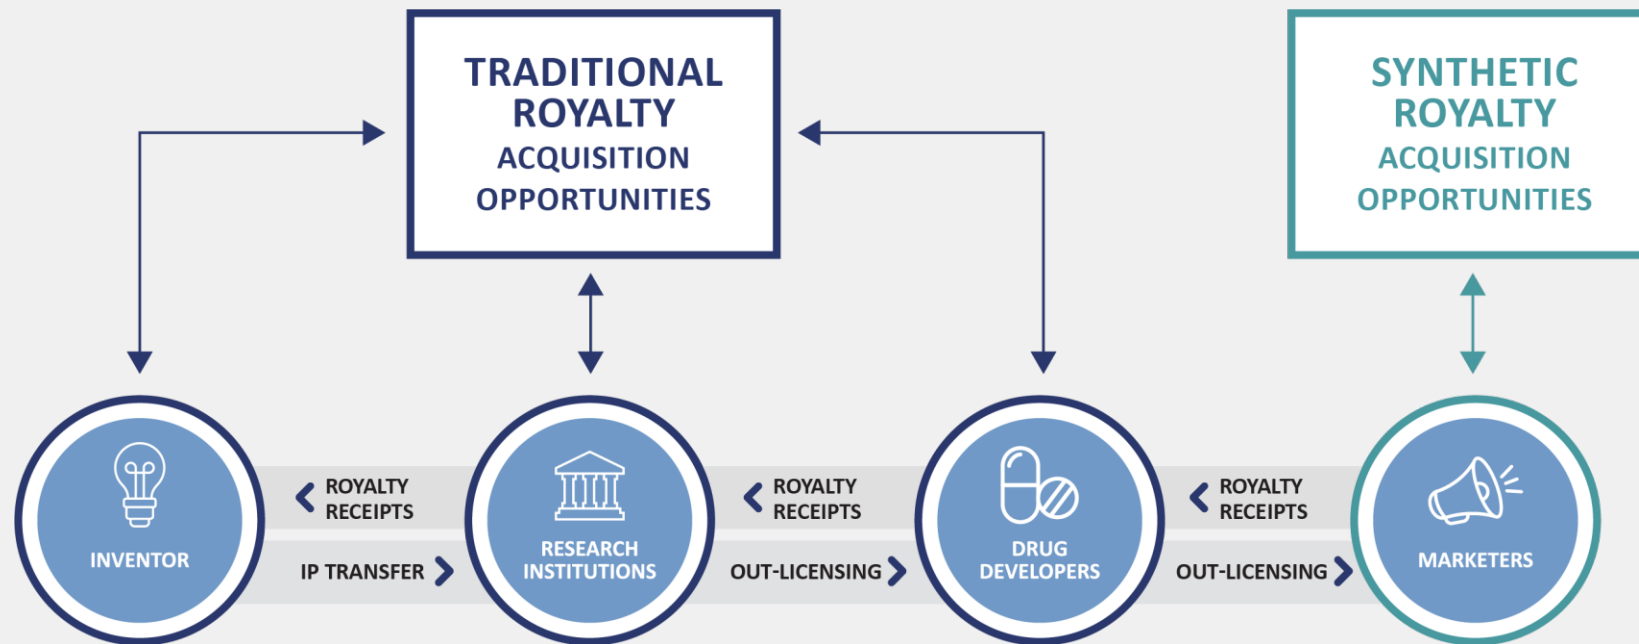 TRADITIONAL
ROYALTY
ACQUISITION
OPPORTUNITIES
SYNTHETIC
ROYALTY
ACQUISITION
OPPORTUNITIES
INVENTOR
ROYALTY
RECEIPTS
IP TRANSFER
RESEARCH
INSTITUTIONS
ROYALTY
RECEIPTS
OUT-LICENSING
DRUG
DEVELOPERS
ROYALTY
RECEIPTS
OUT-LICENSING
MARKETERS